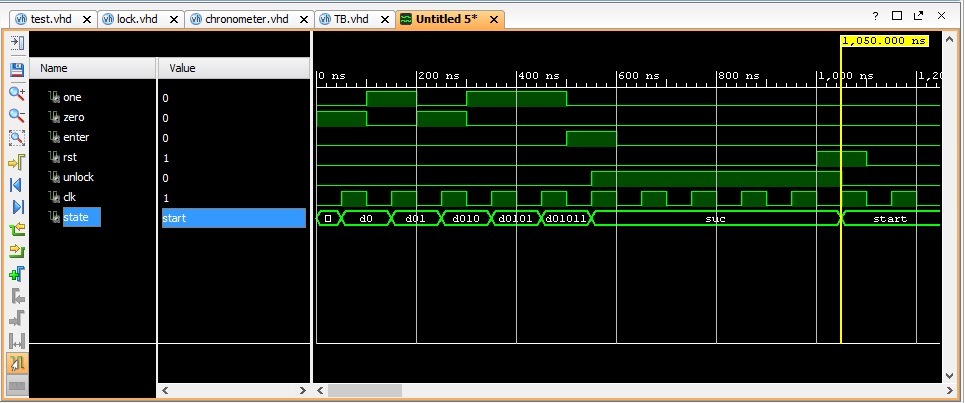 test.vhd lock.vhd chronometer.vhd TB.vhd Untitled 5*
1,050.000 ns
Name Value
0 ns 200 ns 400 ns 600 ns 800 ns 1,000 ns 1,20
one 0
zero 0
enter 0
rst 1
unlock 0
clk 1
state start d0 d01 d010 d0101 d01011 suc start